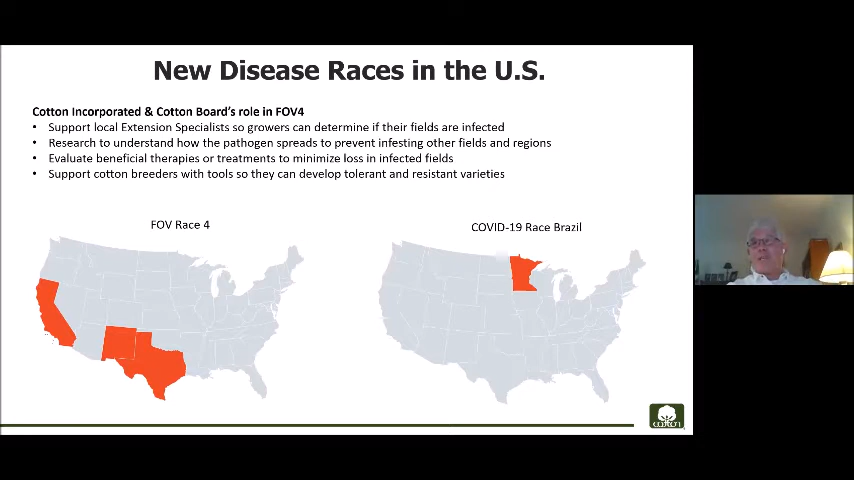 New Disease Races in the U.S.
Cotton Incorporated & Cotton Board's role in FOV4
• Support local Extension Specialists so growers can determine if their fields are infected
• Research to understand how the pathogen spreads to prevent infesting other fields and regions
• Evaluate beneficial therapies or treatments to minimize loss in infected fields
• Support cotton breeders with tools so they can develop tolerant and resistant varieties
FOV Race 4
COVID-19 Race Brazil
cotton